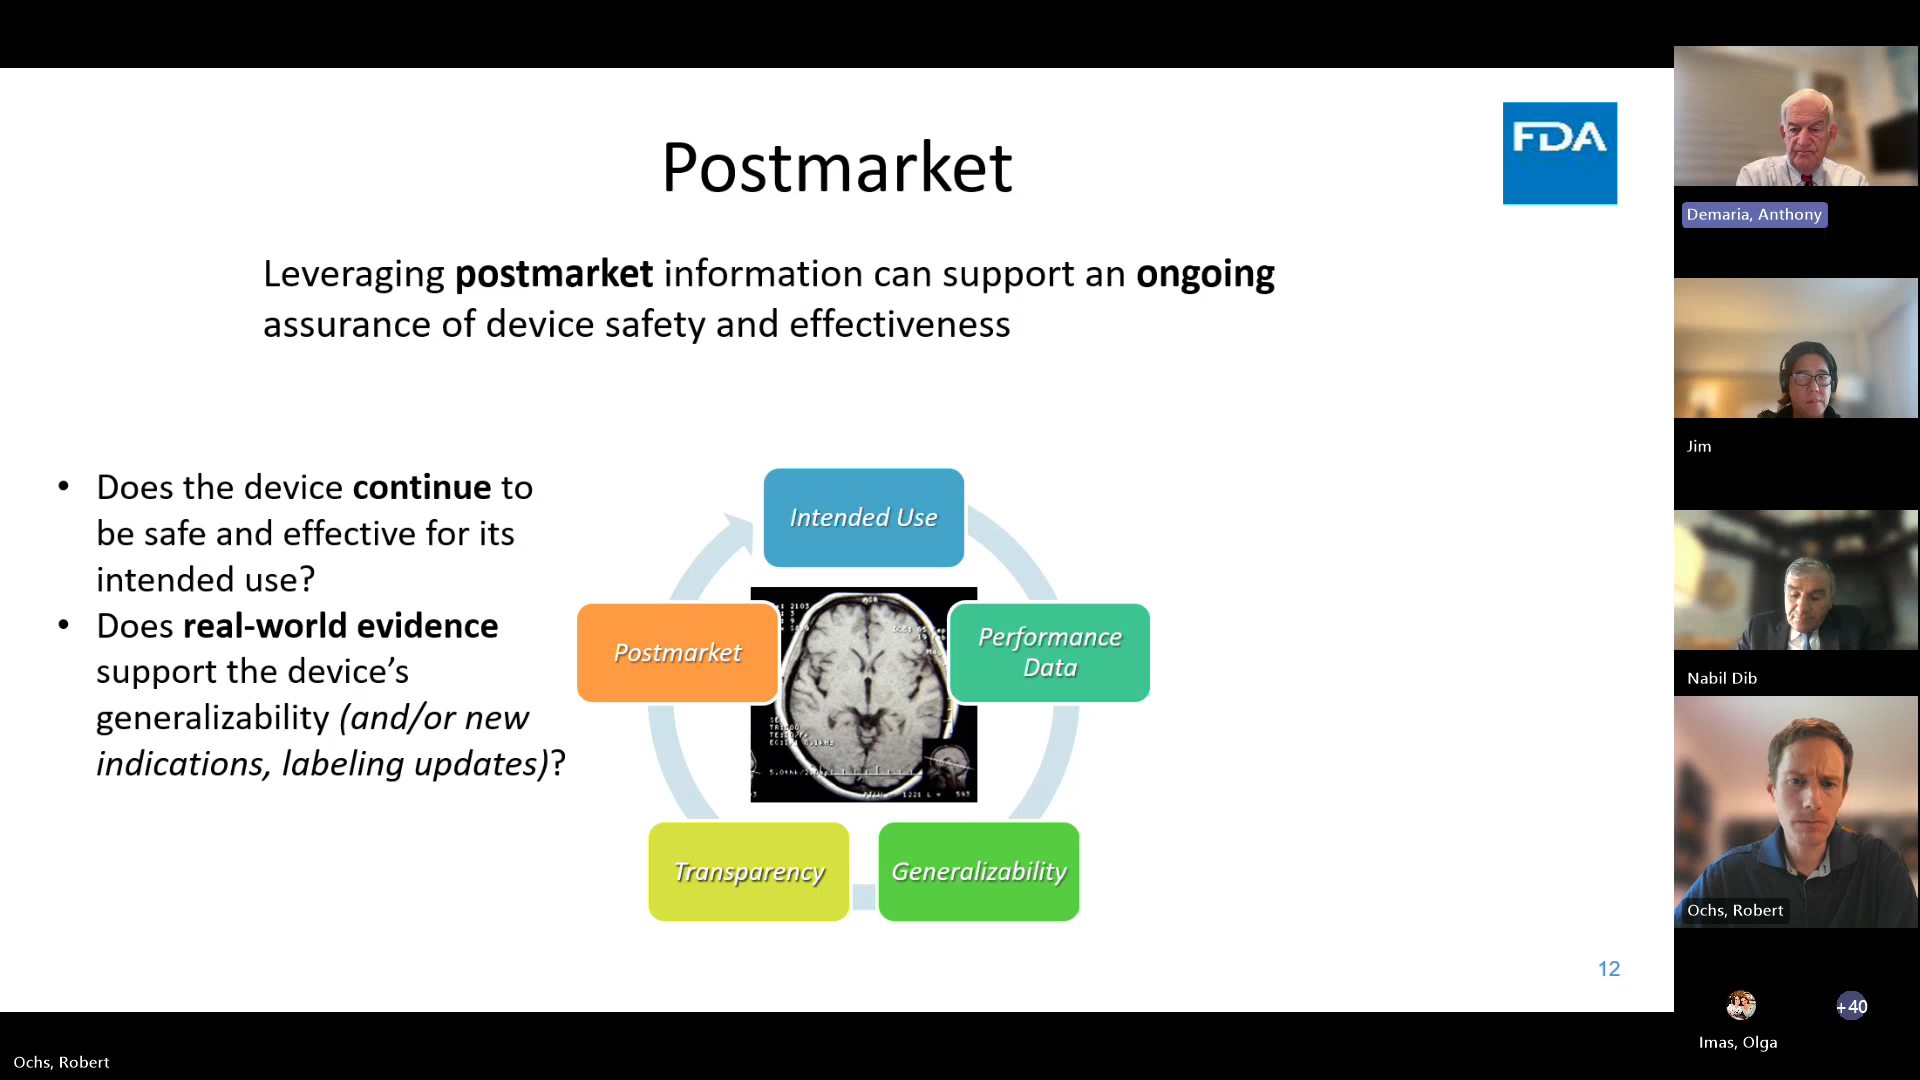 Postmarket
FDA
Leveraging postmarket information can support an ongoing
assurance of device safety and effectiveness
• Does the device continue to
be safe and effective for its
intended use?
• Does real-world evidence
support the device’s
generalizability (and/or new
indications, labeling updates)?
Intended Use
Performance
Data
Generalizability
Transparency
Postmarket
12
Demaria, Anthony
Jim
Nabil Dib
Ochs, Robert
Imas, Olga
+40
Ochs, Robert